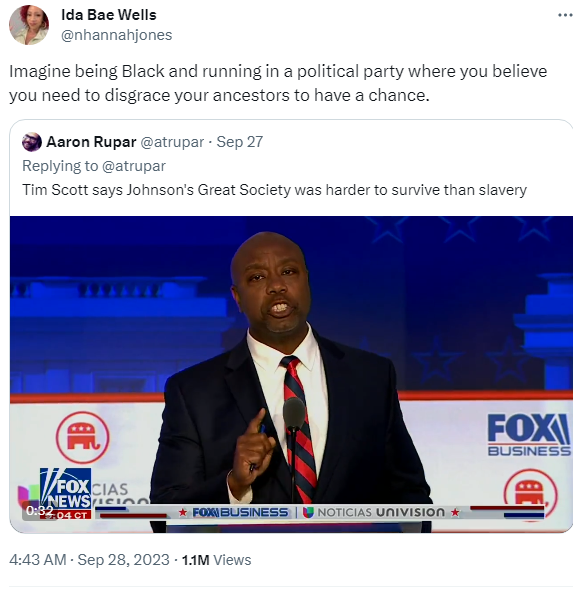 Ida Bae Wells
@nhannahjones
Imagine being Black and running in a political party where you believe
you need to disgrace your ancestors to have a chance.
Aaron Rupar @atrupar · Sep 27
Replying to @atrupar
Tim Scott says Johnson's Great Society was harder to survive than slavery
FOX
BUSINESS
FOX
NEWS
0:32
:04 CT
CIAS
VISION
FOX BUSINESS | NOTICIAS UNIVISION
4:43 AM · Sep 28, 2023 · 1.1M Views